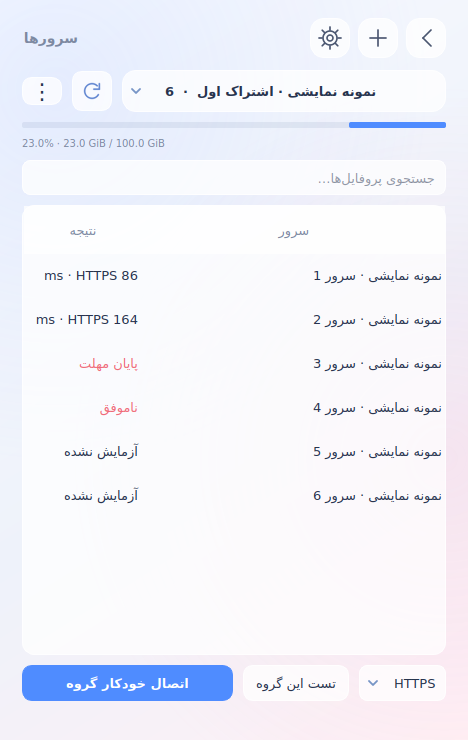 سرورها
نمونه نمایشی · اشتراک اول · 6
23.0% · 23.0 GiB / 100.0 GiB
جستجوی پروفایل‌ها...
سرور نتیجه
نمونه نمایشی · سرور 1 86 ms · HTTPS
نمونه نمایشی · سرور 2 164 ms · HTTPS
نمونه نمایشی · سرور 3 پایان مهلت
نمونه نمایشی · سرور 4 ناموفق
نمونه نمایشی · سرور 5 آزمایش نشده
نمونه نمایشی · سرور 6 آزمایش نشده
HTTPS تست این گروه اتصال خودکار گروه